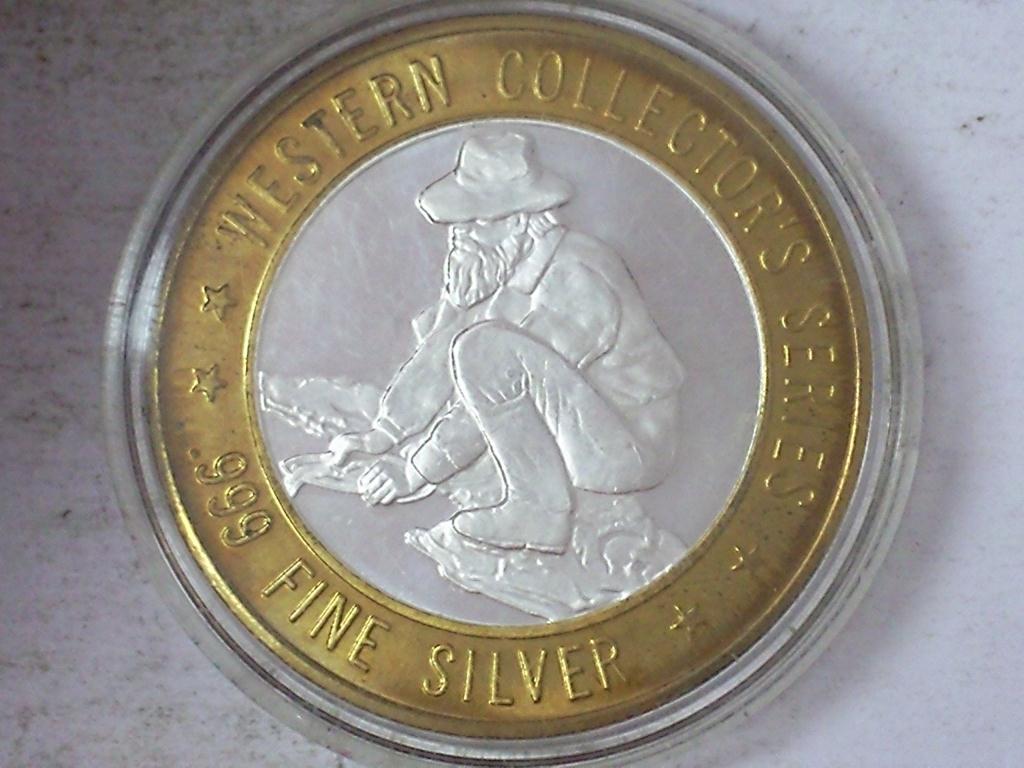 WESTERN COLLECTOR'S SERIES
.999 FINE SILVER